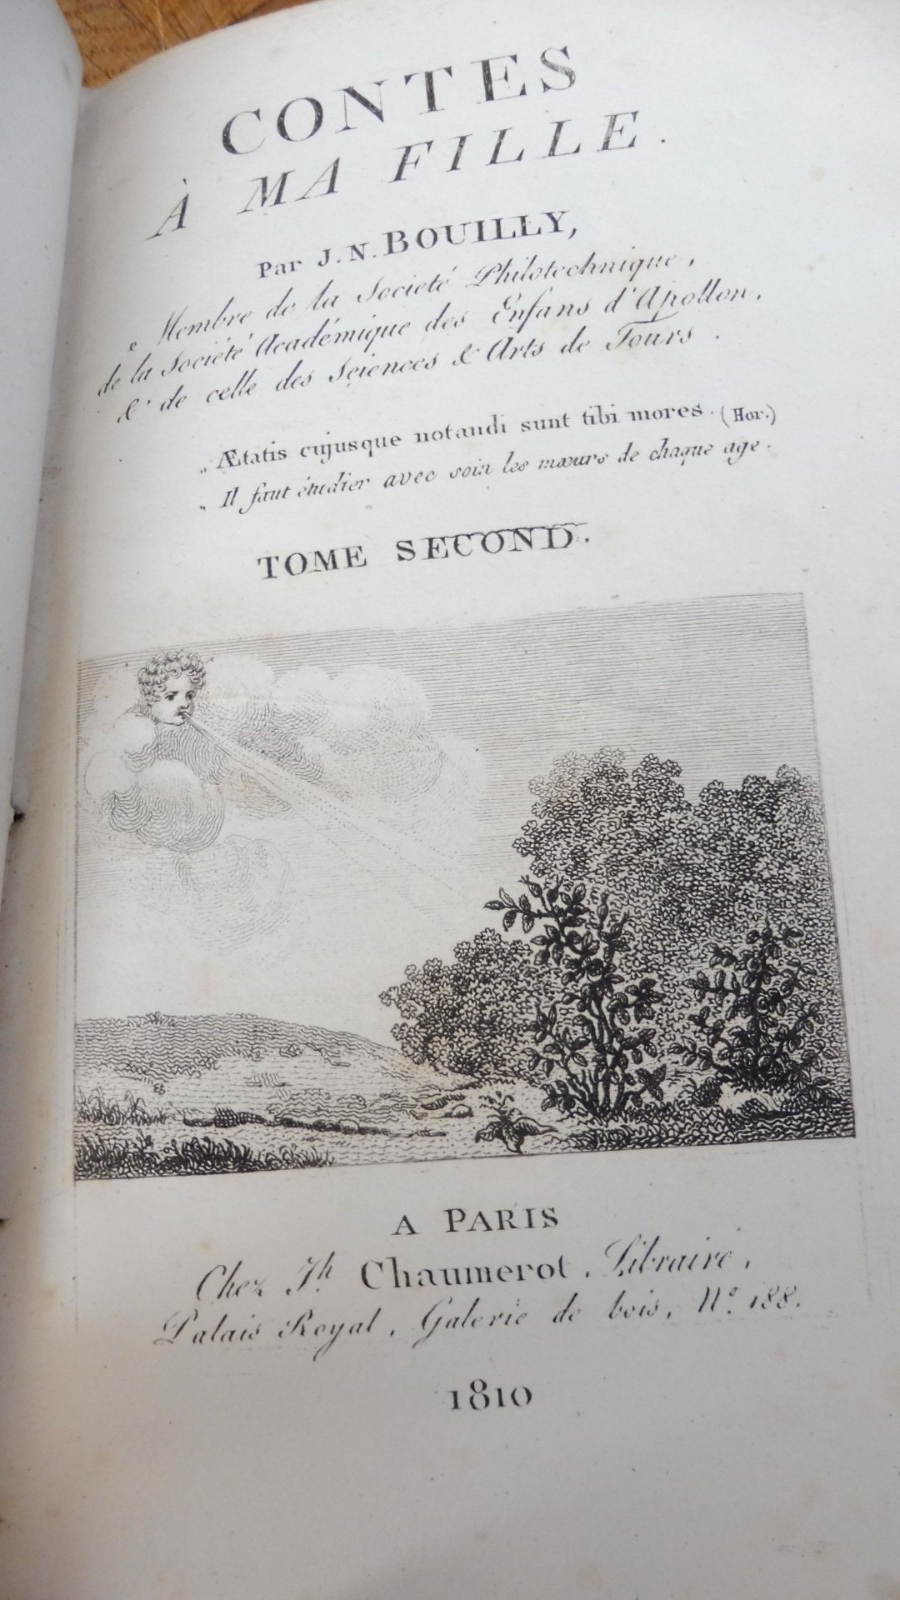 CONTES
À MA FILLE.
Par J. N. BOUILLY,
Membre de la Societé Philotechnique,
de la Société Académique des Enfans d'Apollon,
& de celle des Sciences & Arts de Tours.
„ Ætatis cujusque notandi sunt tibi mores. (Hor.)
„ Il faut étudier avec soin les mœurs de chaque age.
TOME SECOND.
A PARIS
Chez Jh. Chaumerot, Libraire,
Palais Royal, Galerie de bois, No. 188.
1810